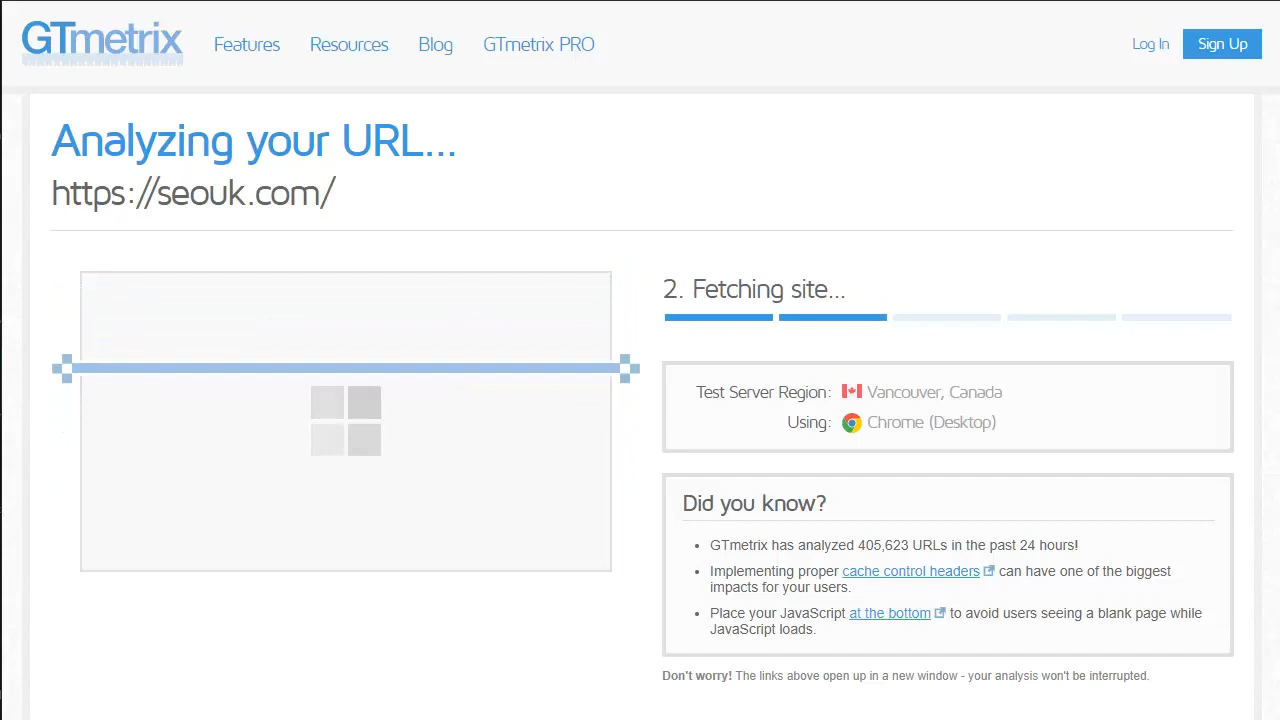 GTmetrix
Features
Resources
Blog
GTmetrix PRO
Log In
Sign Up
Analyzing your URL...
https://seouk.com/
2. Fetching site...
Test Server Region: Vancouver, Canada
Using: Chrome (Desktop)
Did you know?
• GTmetrix has analyzed 405,623 URLs in the past 24 hours!
• Implementing proper cache control headers can have one of the biggest
impacts for your users.
• Place your JavaScript at the bottom to avoid users seeing a blank page while
JavaScript loads.
Don't worry! The links above open up in a new window - your analysis won't be interrupted.